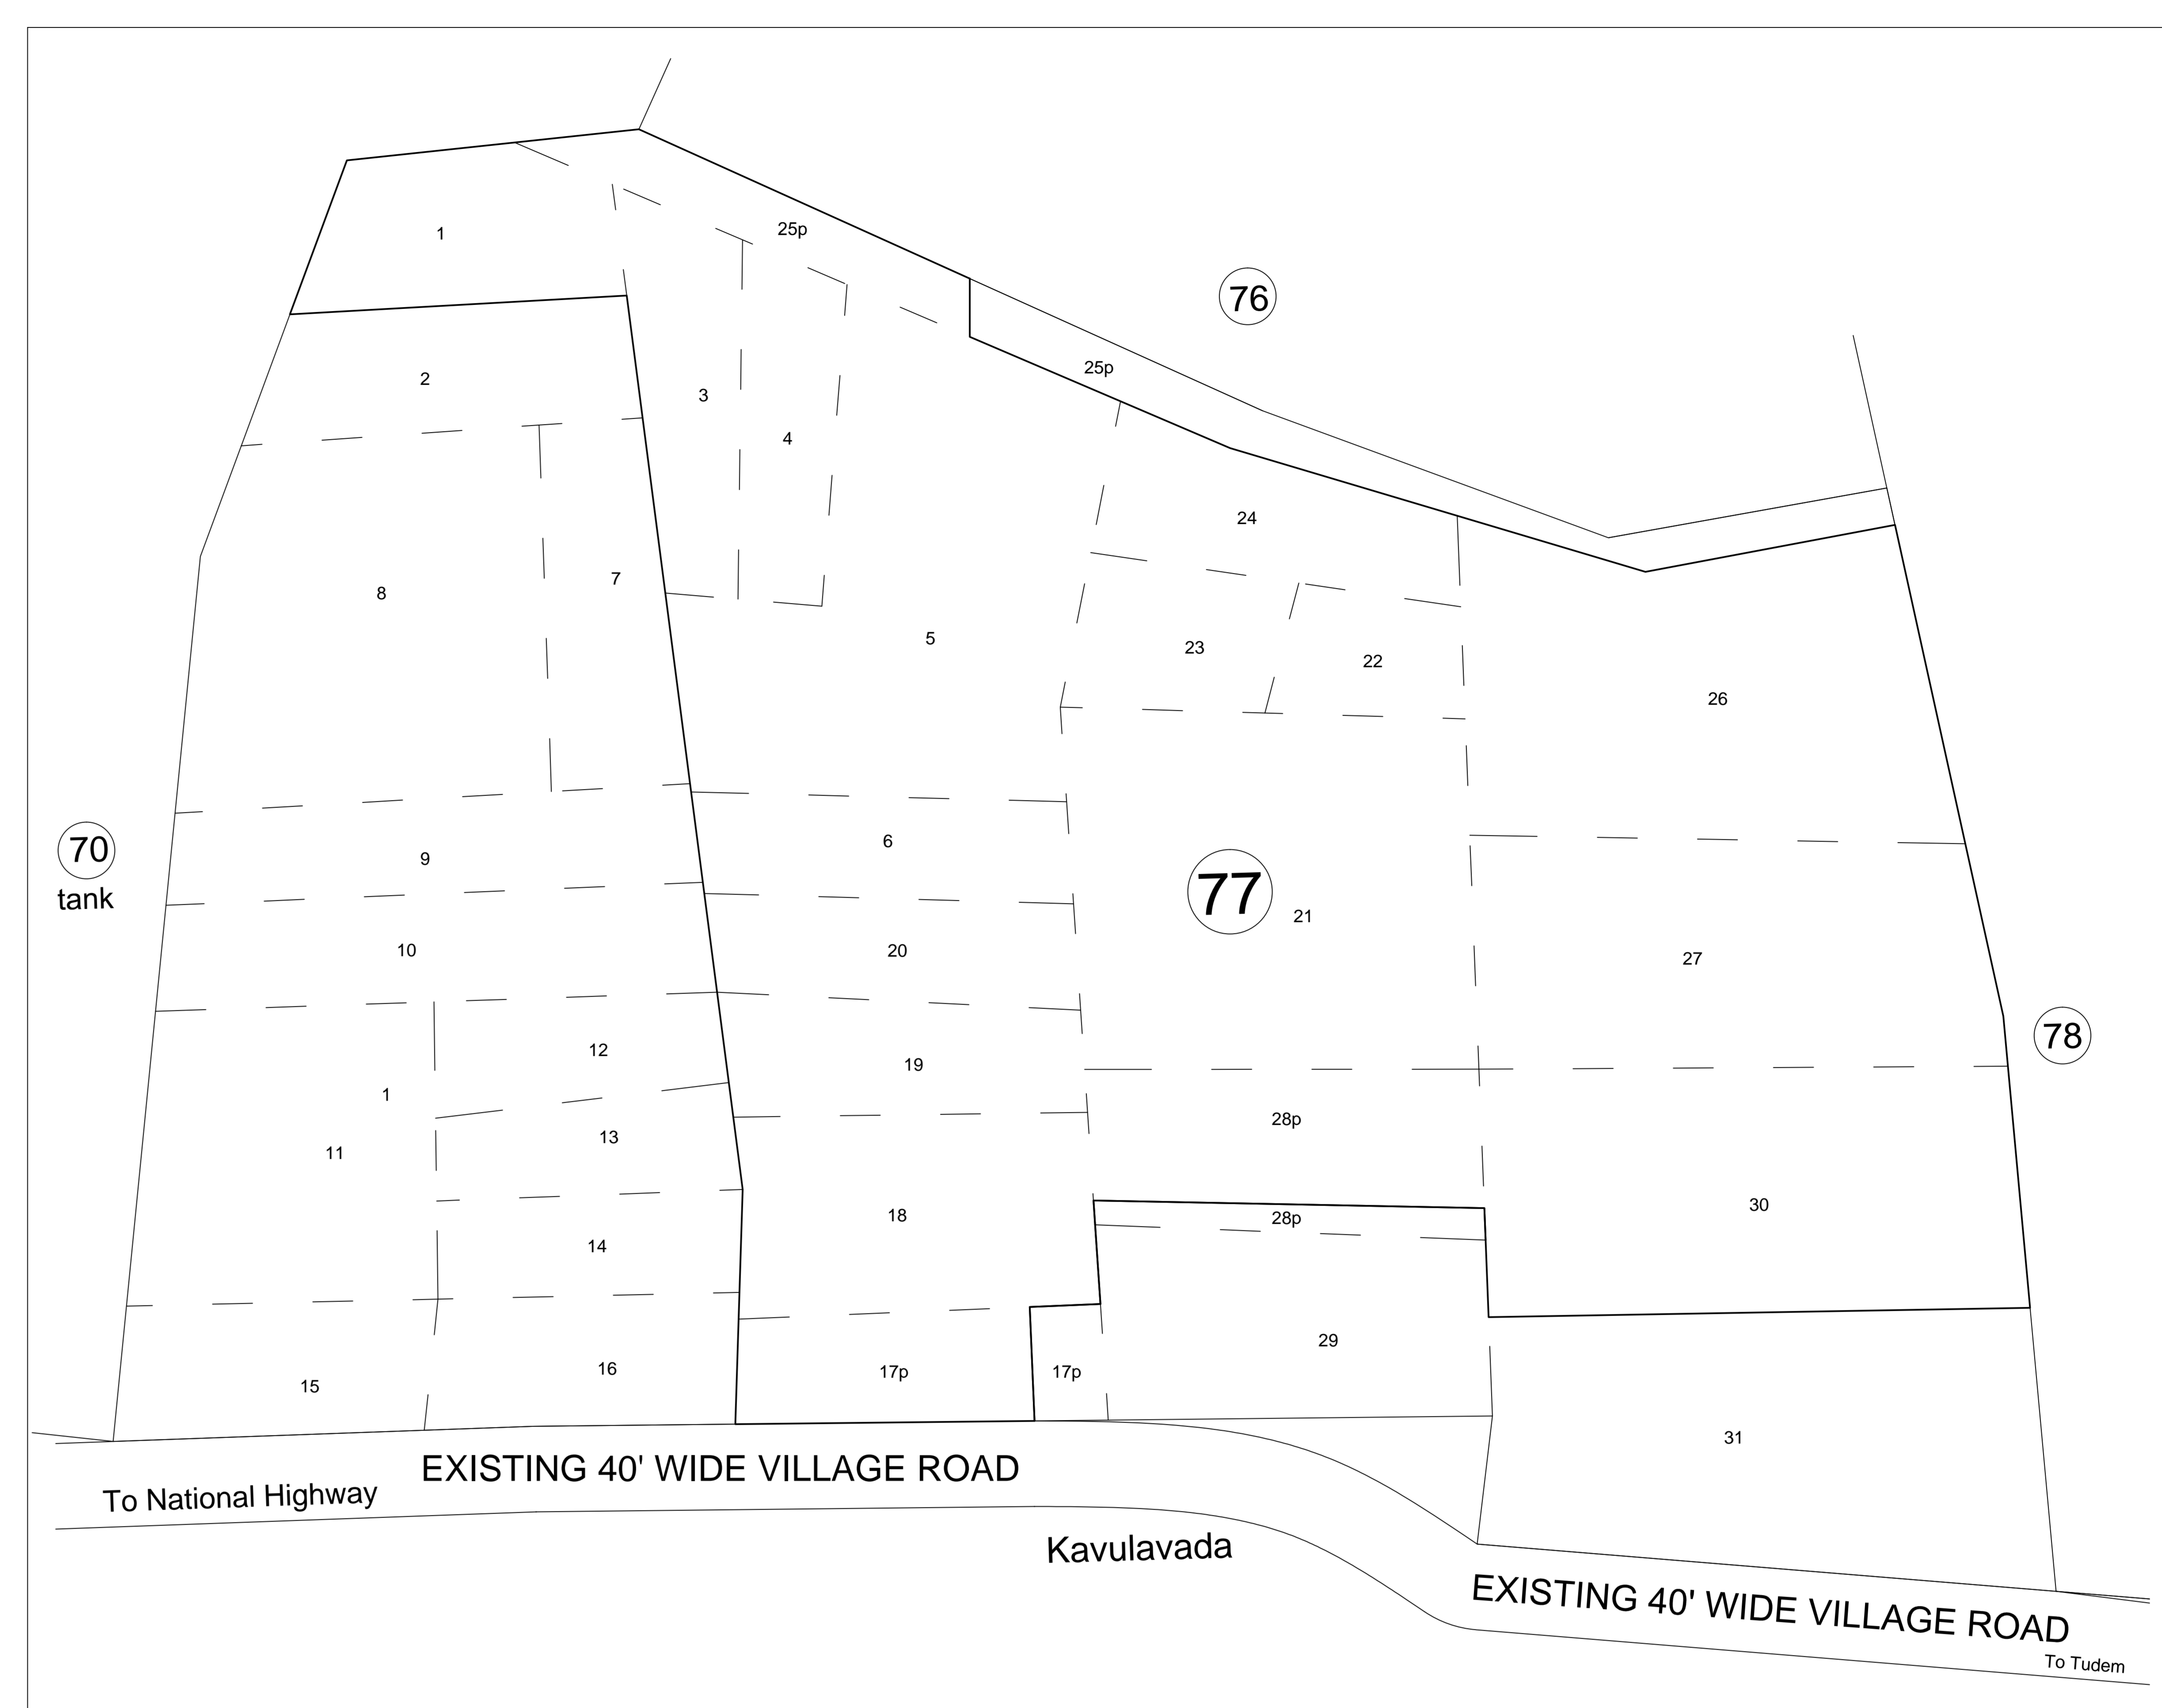 1
25p
76
25p
2
3
4
24
8
7
5
23
22
26
6
9
70
tank
77
21
10
20
27
12
19
78
1
28p
13
11
30
18
28p
14
29
16
17p
17p
15
31
EXISTING 40' WIDE VILLAGE ROAD
To National Highway
Kavulavada
EXISTING 40' WIDE VILLAGE ROAD
To Tudem